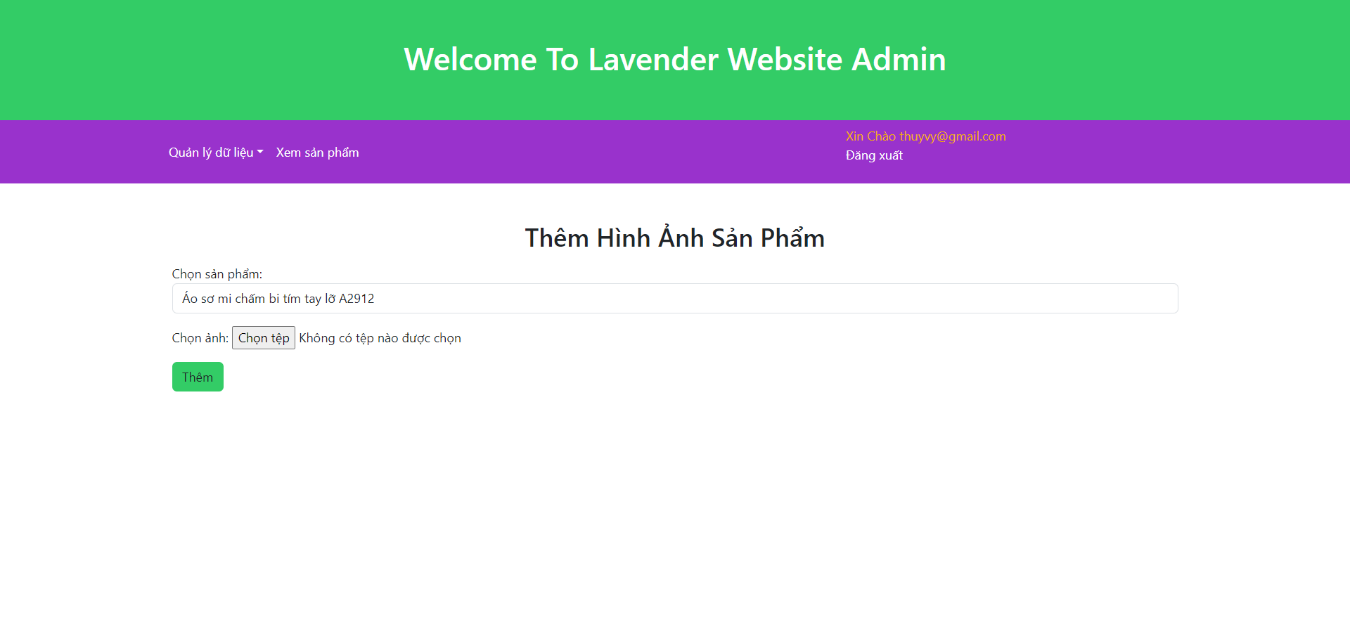 Welcome To Lavender Website Admin
Quản lý dữ liệu Xem sản phẩm
Xin Chào thuyvy@gmail.com
Đăng xuất
Thêm Hình Ảnh Sản Phẩm
Chọn sản phẩm:
Áo sơ mi chấm bi tím tay lỡ A2912
Chọn ảnh: Chọn tệp Không có tệp nào được chọn
Thêm